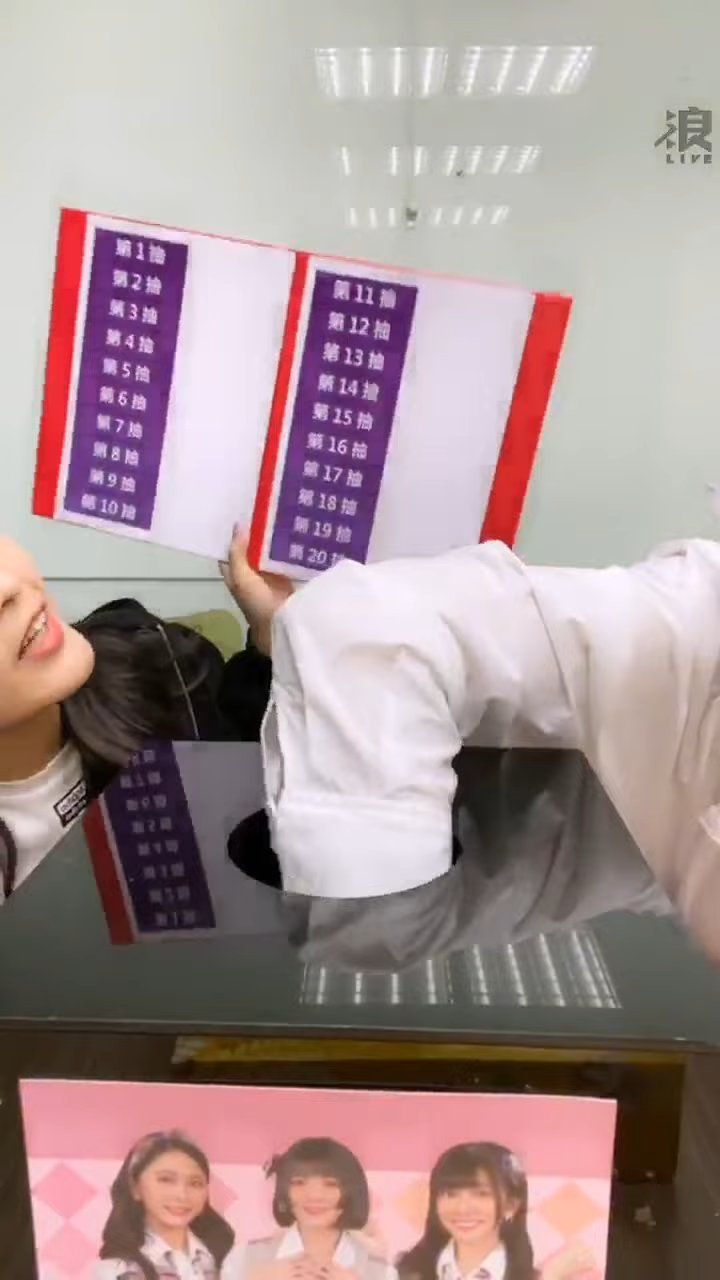 浪
LIVE
第1抽
第2抽
第3抽
第4抽
第5抽
第6抽
第7抽
第8抽
第9抽
第10抽
第11抽
第12抽
第13抽
第14抽
第15抽
第16抽
第17抽
第18抽
第19抽
第20抽